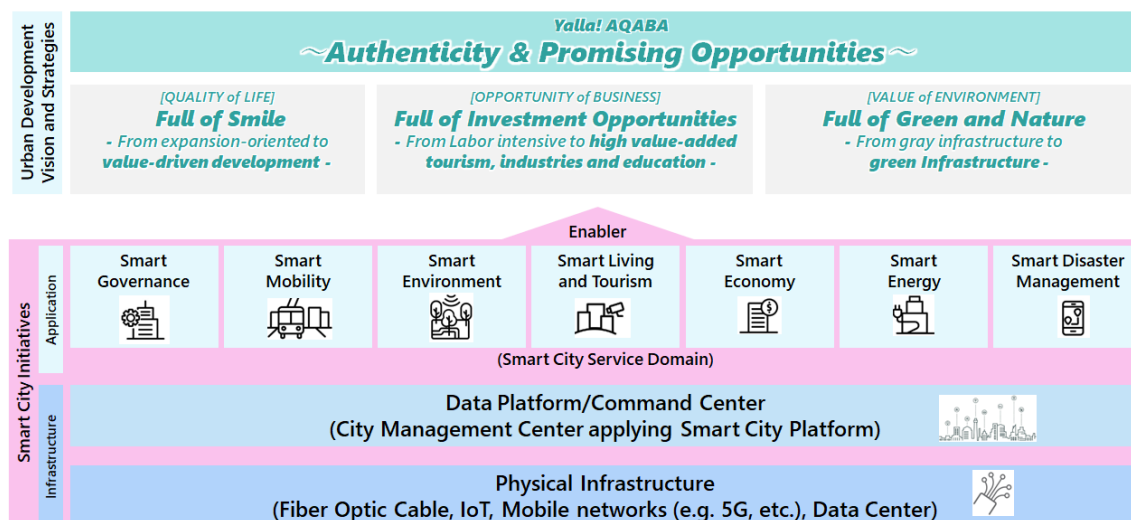 Urban Development
Vision and Strategies
Yalla! AQABA
～Authenticity & Promising Opportunities～
[QUALITY of LIFE]
Full of Smile
- From expansion-oriented to
value-driven development -
[OPPORTUNITY of BUSINESS]
Full of Investment Opportunities
- From Labor intensive to high value-added
tourism, industries and education -
[VALUE of ENVIRONMENT]
Full of Green and Nature
- From gray infrastructure to
green Infrastructure -
Enabler
Smart City Initiatives
Application
Smart
Governance
Smart
Mobility
Smart
Environment
Smart Living
and Tourism
Smart
Economy
Smart
Energy
Smart Disaster
Management
(Smart City Service Domain)
Infrastructure
Data Platform/Command Center
(City Management Center applying Smart City Platform)
Physical Infrastructure
(Fiber Optic Cable, IoT, Mobile networks (e.g. 5G, etc.), Data Center)